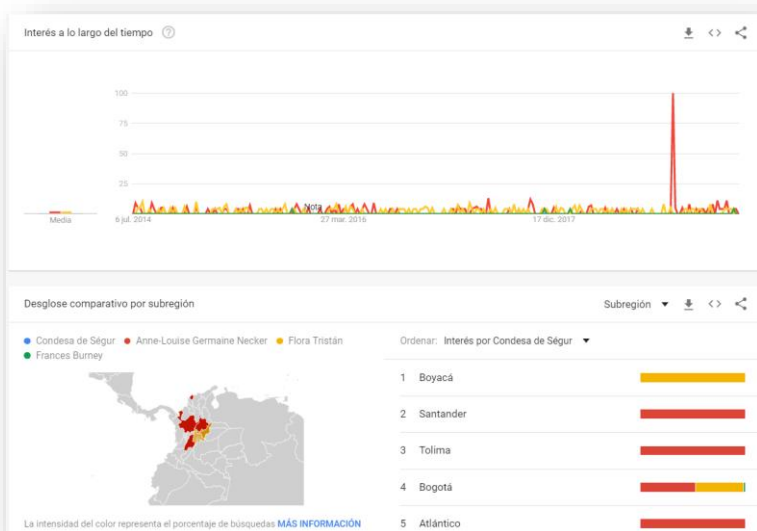 Interés a lo largo del tiempo
100
75
50
25
Nota
Media
6 jul. 2014
27 mar. 2016
17 dic. 2017
Desglose comparativo por subregión
Subregión
Condesa de Ségur Anne-Louise Germaine Necker Flora Tristán
Frances Burney
Ordenar: Interés por Condesa de Ségur
1 Boyacá
2 Santander
3 Tolima
4 Bogotá
5 Atlántico
La intensidad del color representa el porcentaje de búsquedas MÁS INFORMACIÓN